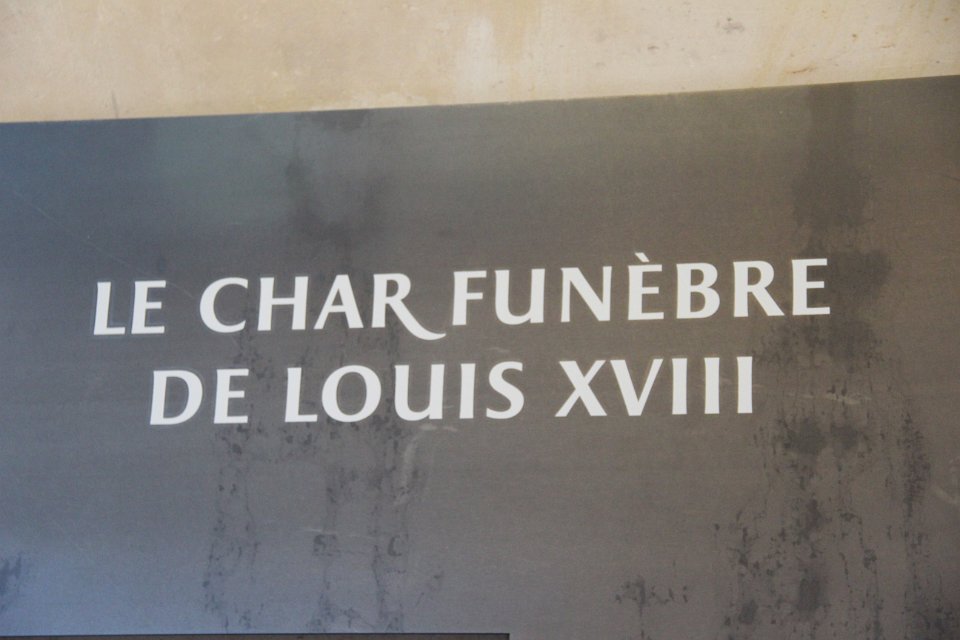 LE CHAR FUNÈBRE
DE LOUIS XVIII